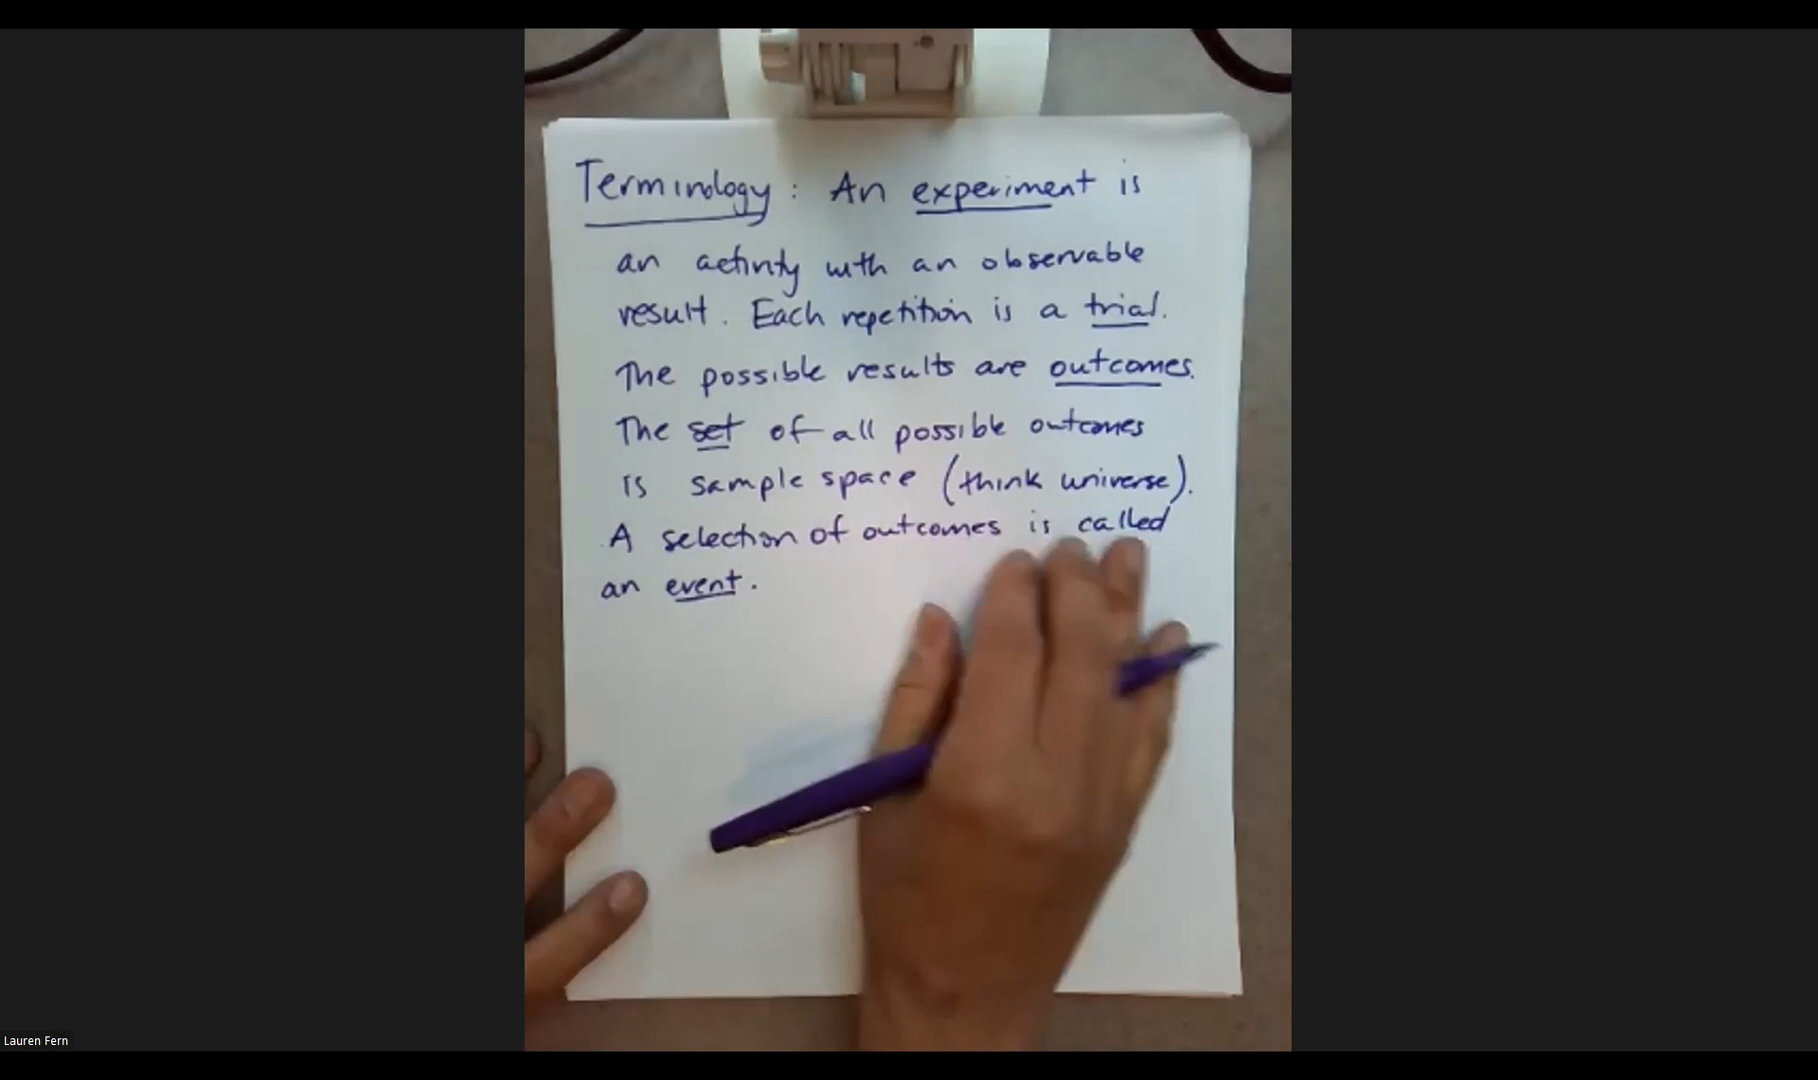 Terminology: An experiment is
an activity with an observable
result. Each repetition is a trial.
The possible results are outcomes.
The set of all possible outcomes
is sample space (think universe).
A selection of outcomes is called
an event.
Lauren Fern